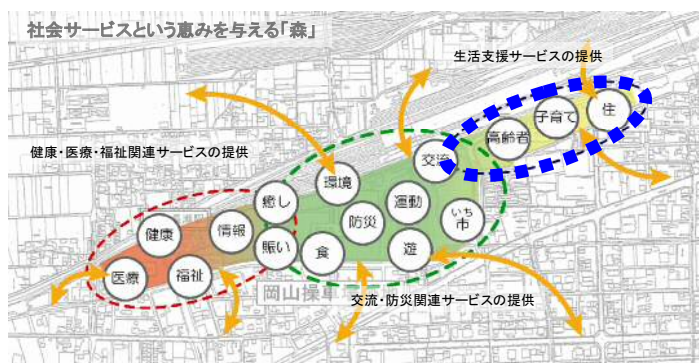 社会サービスという恵みを与える「森」
生活支援サービスの提供
住
子育て
高齢者
健康・医療・福祉関連サービスの提供
交流
環境
癒し
運動
いち
市
防災
情報
健康
賑い
食
遊
医療
福祉
岡山操車
交流・防災関連サービスの提供